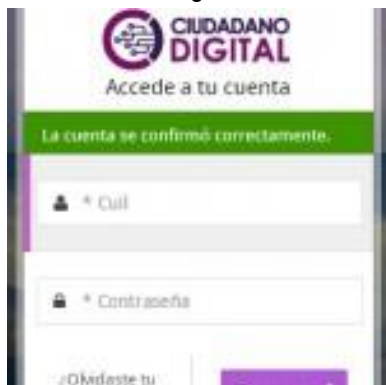 CIUDADANO
DIGITAL
Accede a tu cuenta
La cuenta se confirmó correctamente.
* Cuil
* Contraseña
¿Olvidaste tu